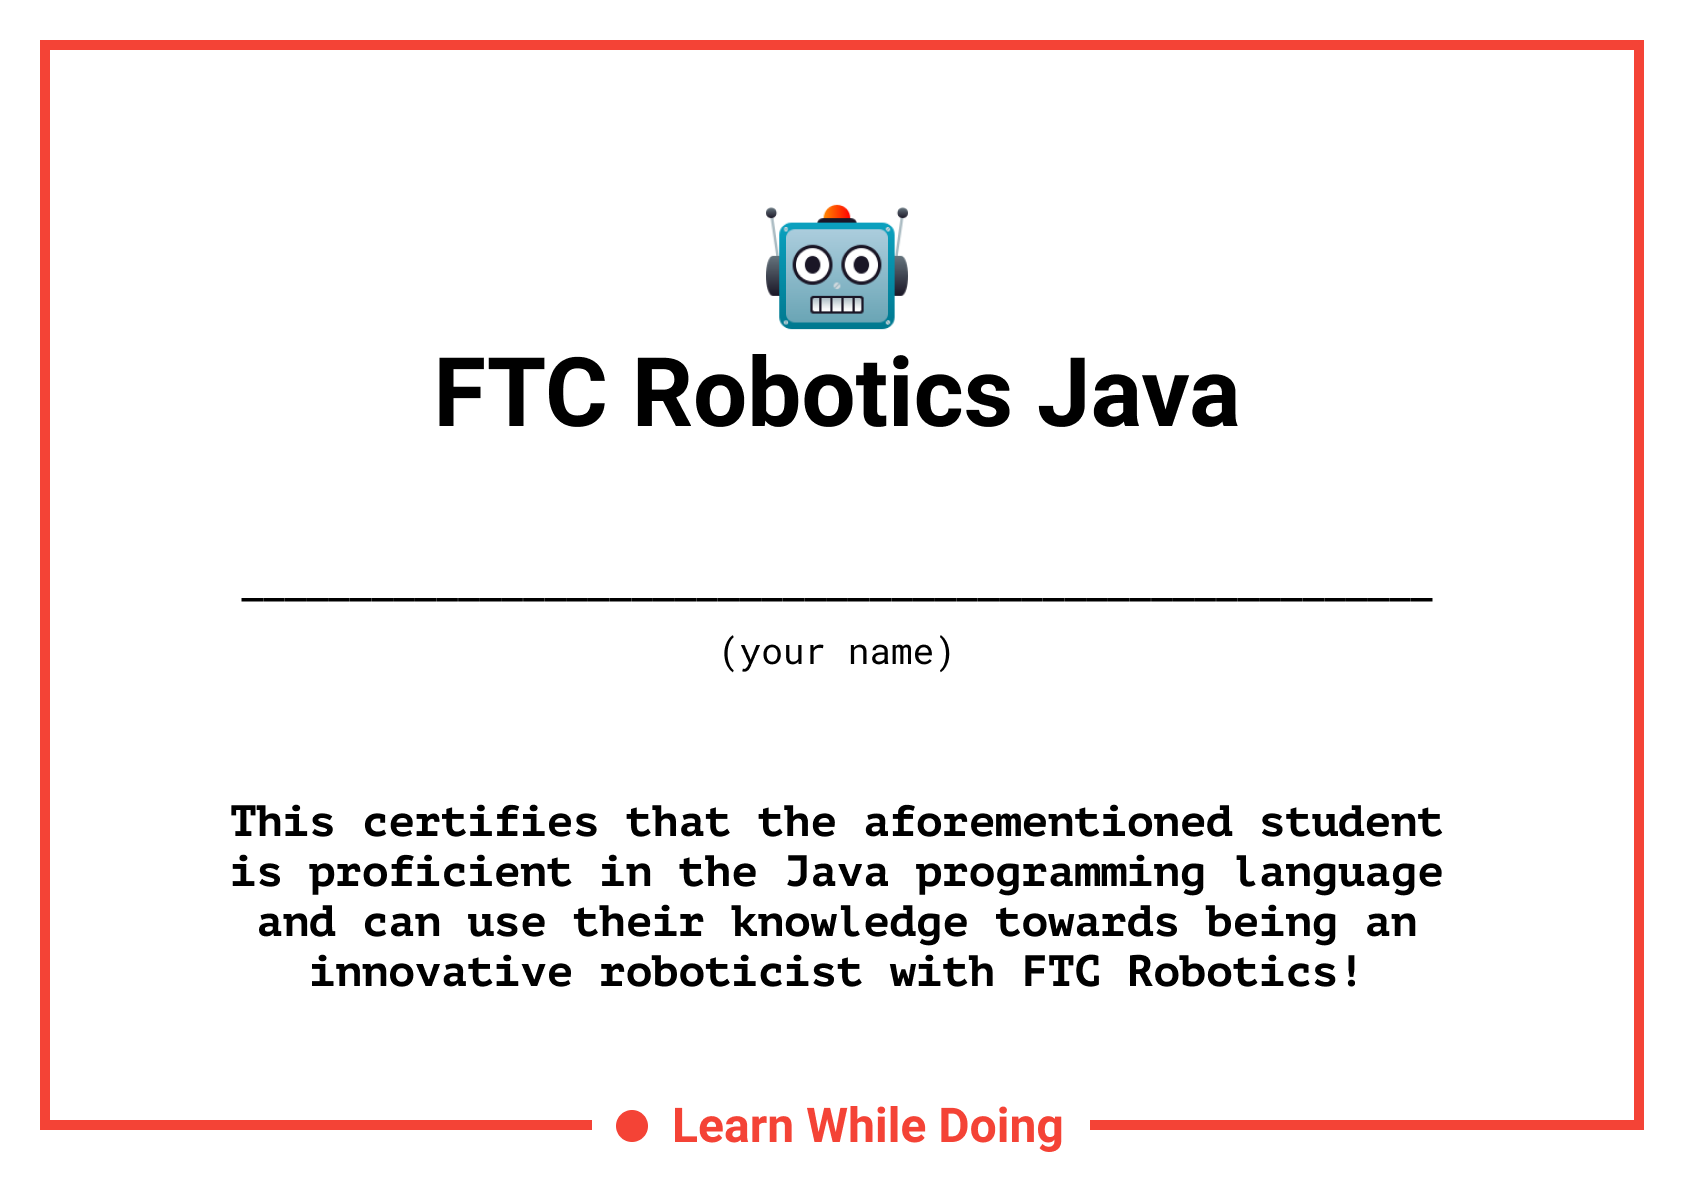 FTC Robotics Java
(your name)
This certifies that the aforementioned student
is proficient in the Java programming language
and can use their knowledge towards being an
innovative roboticist with FTC Robotics!
Learn While Doing